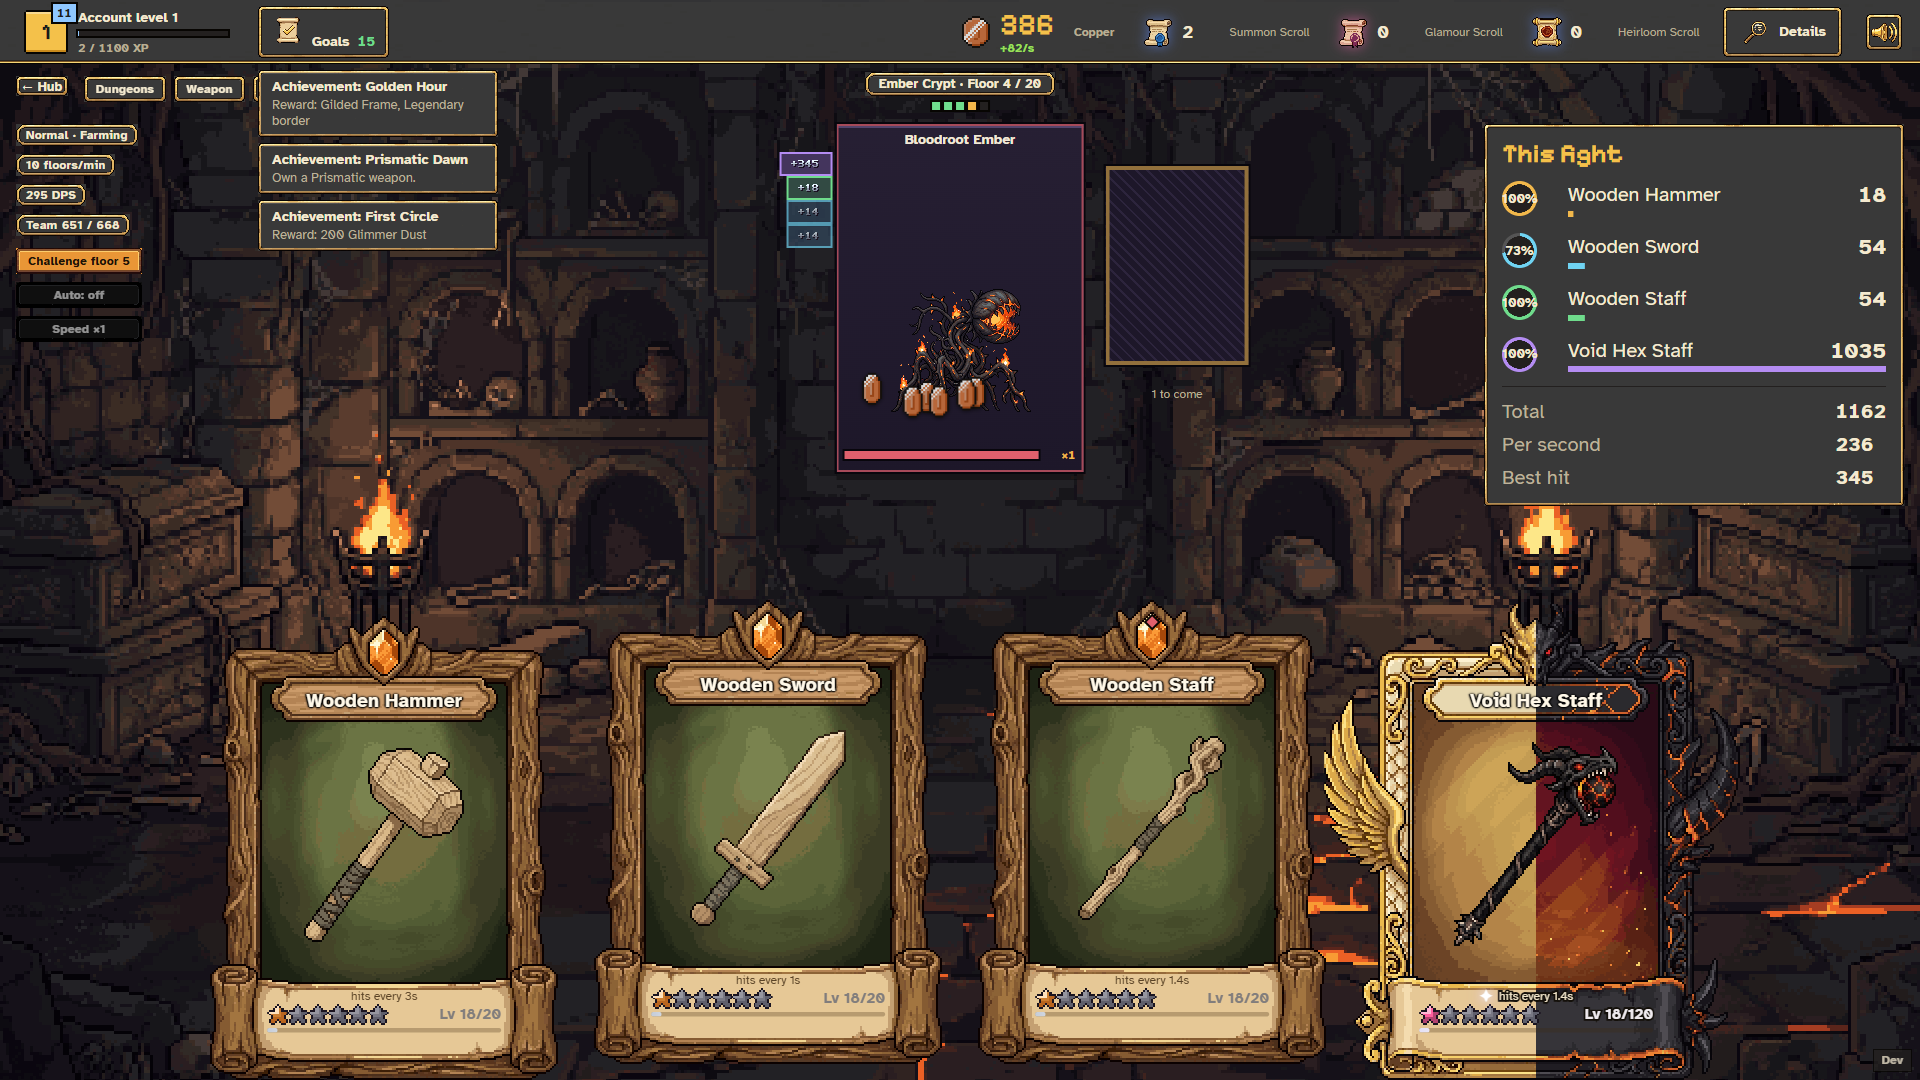 11
Account level 1
1
2 / 1100 XP
Goals 15
386
+82/s
Copper
2
Summon Scroll
0
Glamour Scroll
0
Heirloom Scroll
Details
← Hub
Dungeons
Weapon
Normal · Farming
10 floors/min
295 DPS
Team 651 / 668
Challenge floor 5
Auto: off
Speed ×1
Achievement: Golden Hour
Reward: Gilded Frame, Legendary
border
Achievement: Prismatic Dawn
Own a Prismatic weapon.
Achievement: First Circle
Reward: 200 Glimmer Dust
Ember Crypt · Floor 4 / 20
Bloodroot Ember
+345
+18
+14
+14
×1
1 to come
This fight
100%
Wooden Hammer
18
73%
Wooden Sword
54
100%
Wooden Staff
54
100%
Void Hex Staff
1035
Total
1162
Per second
236
Best hit
345
Wooden Hammer
hits every 3s
Lv 18/20
Wooden Sword
hits every 1s
Lv 18/20
Wooden Staff
hits every 1.4s
Lv 18/20
Void Hex Staff
hits every 1.4s
Lv 18/120
Dev